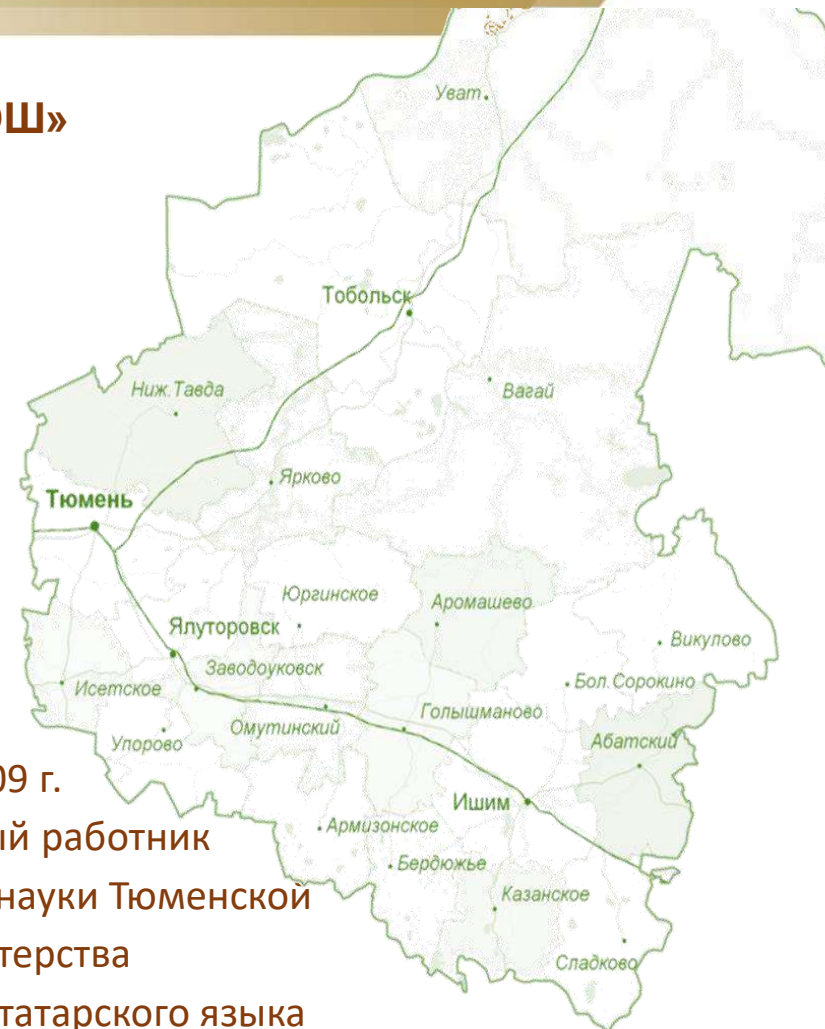 ОШ»
Уват
Тобольск
Ниж.Тавда
Вагай
Ярково
Тюмень
Юргинское
Аромашево
Ялуторовск
Викулово
Заводоуковск
Бол.Сорокино
Исетское
Голышманово
Омутинский
Упорово
Абатский
09 г.
Ишим
ый работник
Армизонское
Бердюжье
науки Тюменской
Казанское
терства
Сладково
татарского языка